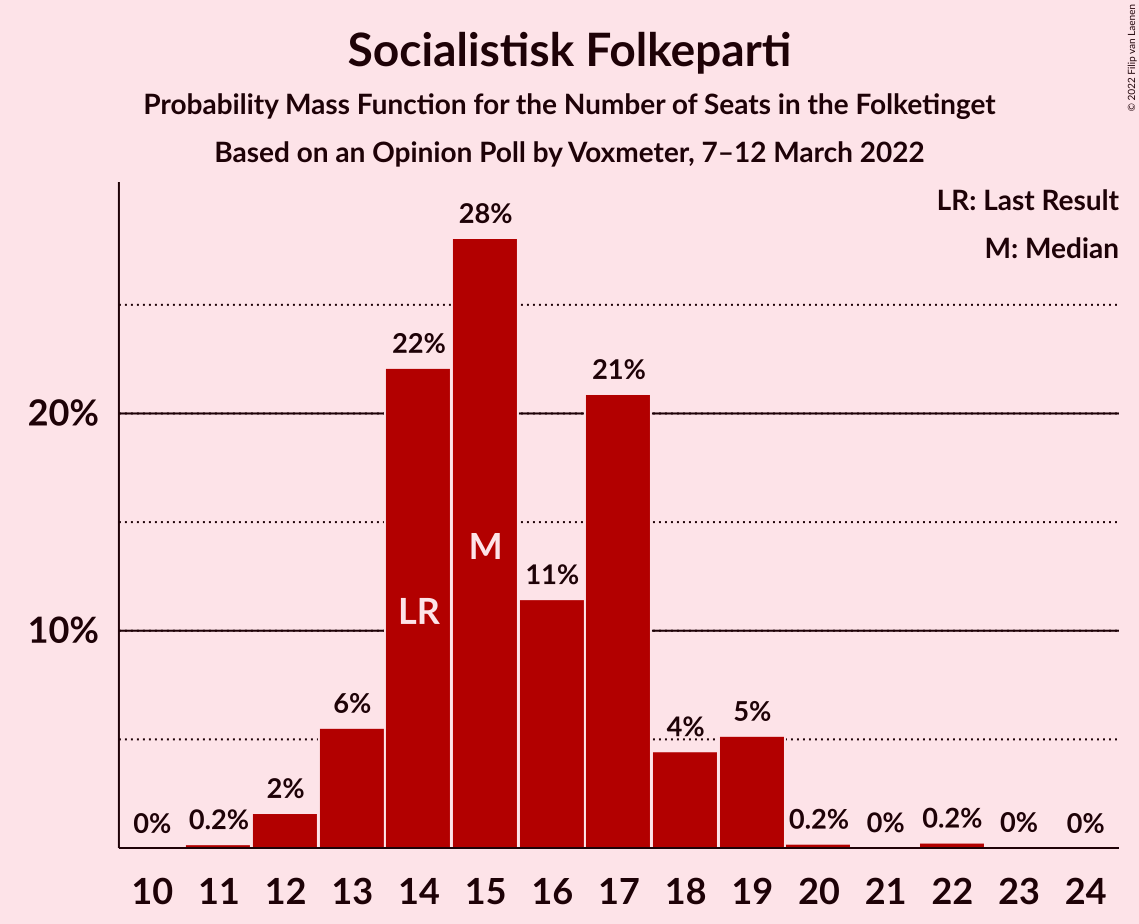 Socialistisk Folkeparti
Probability Mass Function for the Number of Seats in the Folketinget
Based on an Opinion Poll by Voxmeter, 7–12 March 2022
© 2022 Filip van Laenen
LR: Last Result
M: Median
28%
22%
21%
20%
M
11%
LR
10%
6%
5%
4%
2%
0%
0.2%
0.2%
0%
0.2%
0%
0%
10 11 12 13 14 15 16 17 18 19 20 21 22 23 24